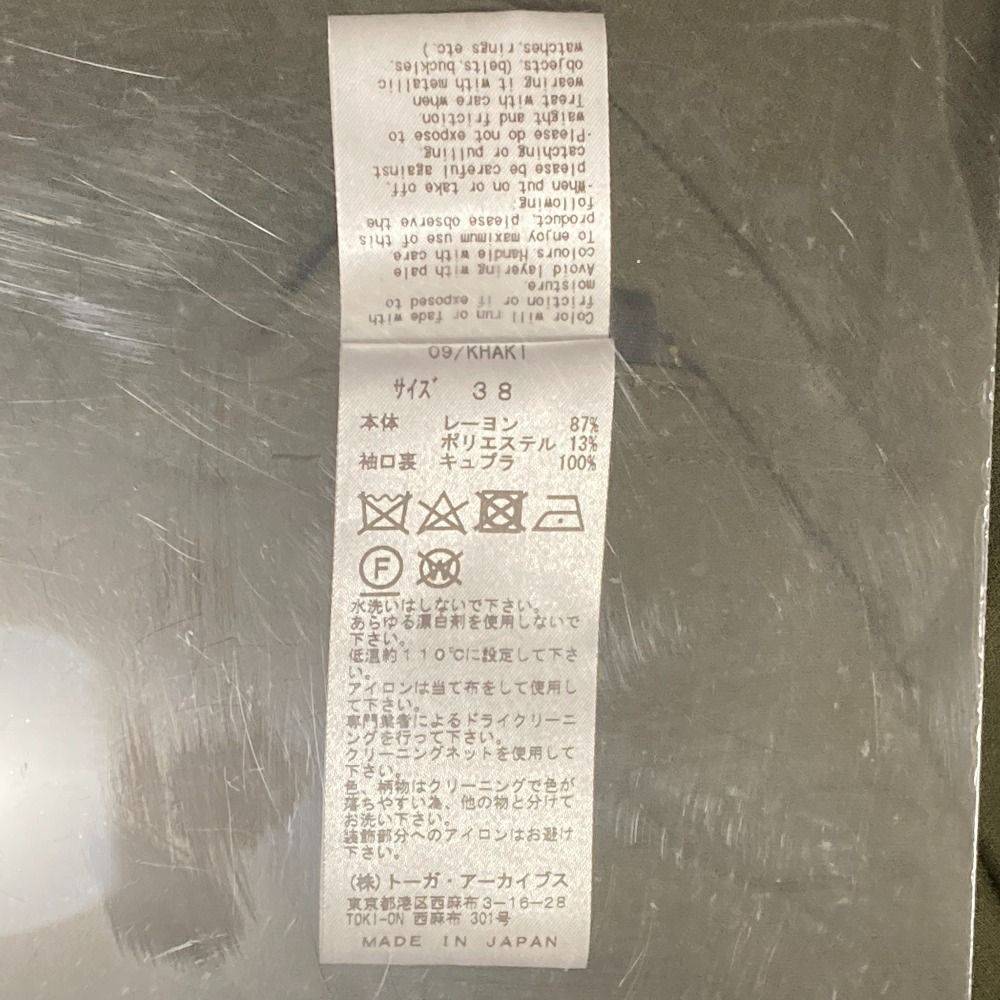 Color will run or fade with
friction or if exposed to
moisture.
Avoid layering with pale
colours Handle with care
To enjoy maximum use of this
product, please observe the
following:
·When put on or take off,
please be careful against
catching or pulling.
·Please do not expose to
waight and friction.
Treat with care when
wearing it with metallic
objects.(belts,buckles,
watches,rings etc.)
09/KHAKI
サイズ 38
本体 レーヨン 87%
ポリエステル 13%
袖口裏 キュプラ 100%
F W
水洗いはしないで下さい。
あらゆる漂白剤を使用しないで
下さい。
低温約110℃に設定して下さ
い。
アイロンは当て布をして使用し
て下さい。
専門業者によるドライクリーニ
ングを行って下さい。
クリーニングネットを使用して
下さい。
色、柄物はクリーニングで色が
落ちやすい為、他の物と分けて
お洗い下さい。
装飾部分へのアイロンはお避け
下さい。
(株)トーガ・アーカイブス
東京都港区西麻布3-16-28
TOKI-ON 西麻布 301号
MADE IN JAPAN